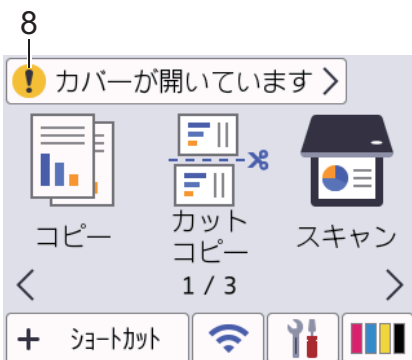 8
! カバーが開いています >
コピー
カット
コピー
スキャン
< 1 / 3 >
+ ショートカット